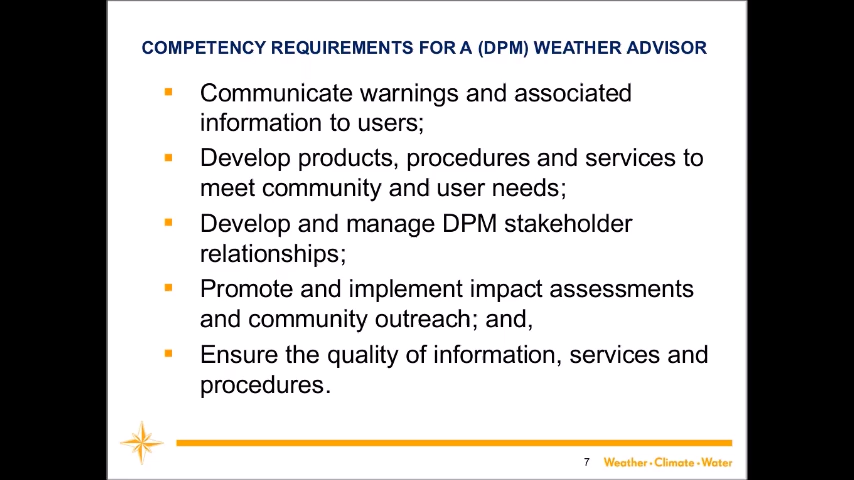 COMPETENCY REQUIREMENTS FOR A (DPM) WEATHER ADVISOR
▪ Communicate warnings and associated
information to users;
▪ Develop products, procedures and services to
meet community and user needs;
▪ Develop and manage DPM stakeholder
relationships;
▪ Promote and implement impact assessments
and community outreach; and,
▪ Ensure the quality of information, services and
procedures.
7 Weather • Climate • Water